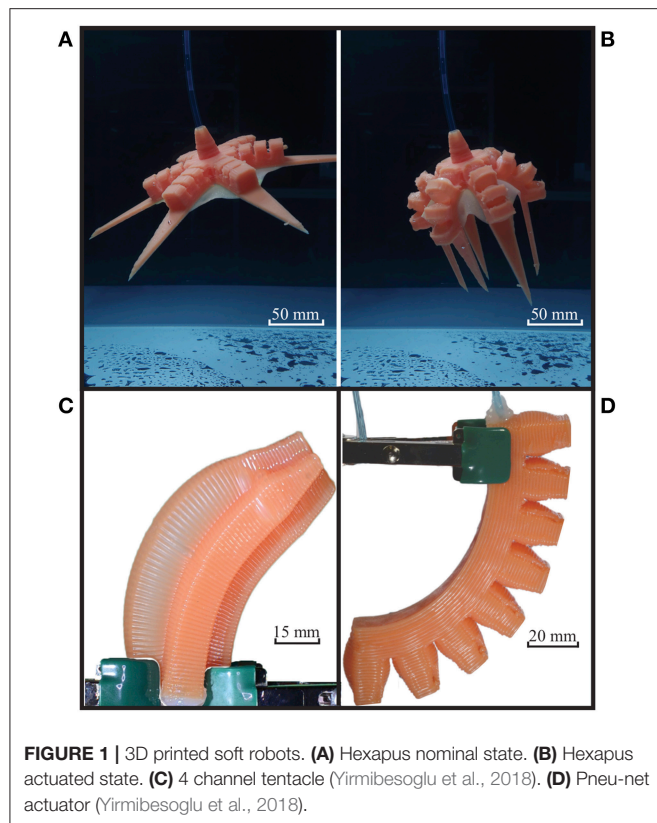 A
B
50 mm
50 mm
C
D
15 mm
20 mm
FIGURE 1 | 3D printed soft robots. (A) Hexapus nominal state. (B) Hexapus
actuated state. (C) 4 channel tentacle (Yirmibesoglu et al., 2018). (D) Pneu-net
actuator (Yirmibesoglu et al., 2018).